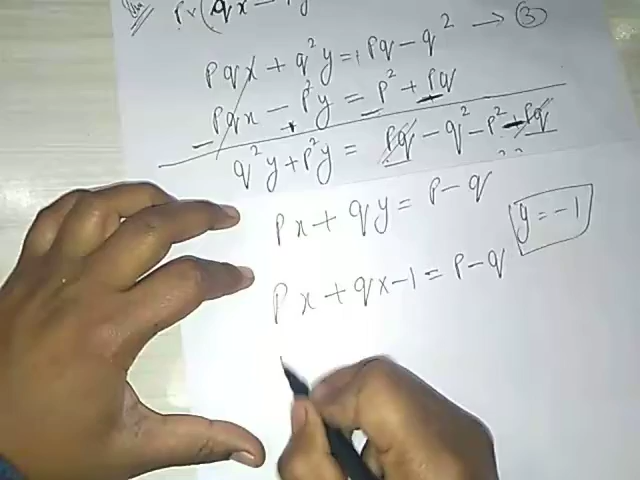 pqx + q²y = pq - q² → ③
pqx - p²y = p² + pq
- + - -
q²y + p²y = pq - q² - p² - pq
px + qy = p - q
y = -1
px + qx-1 = p - q